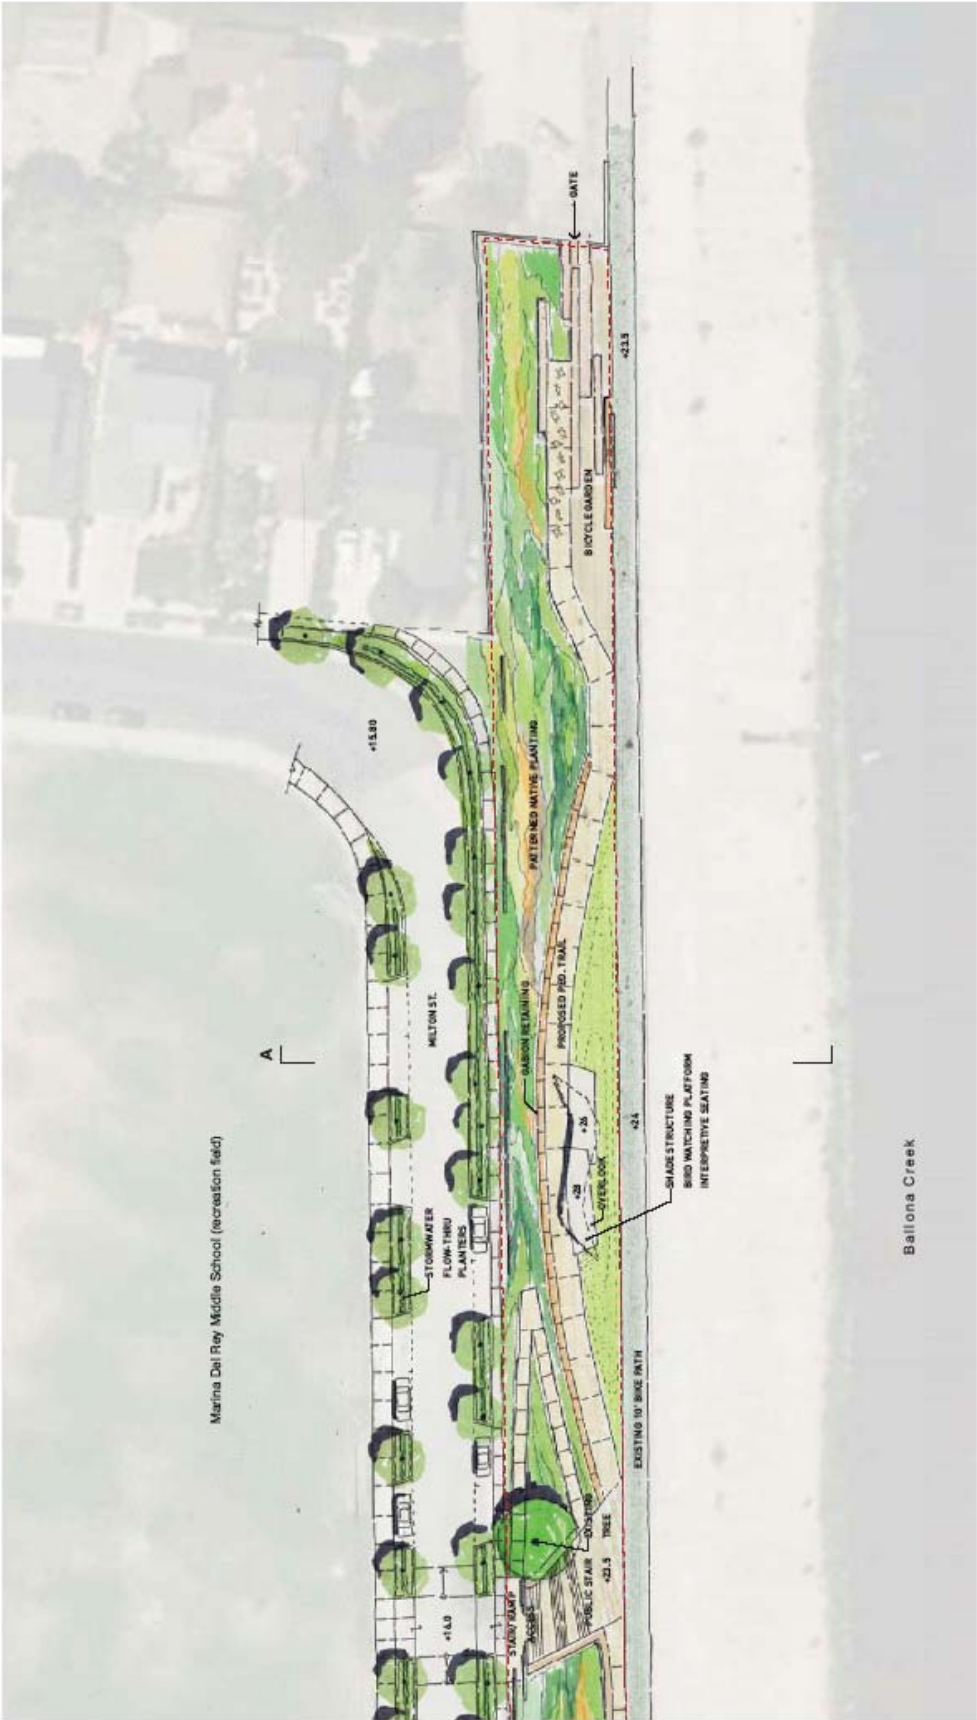 GATE
+23.5
BICYCLE GARDEN
+15.80
PATTERNED NATIVE PLANTING
MILTON ST.
GABION RETAINING
PROPOSED PED. TRAIL
A
+26
+28
OVERLOOK
+24
SHADE STRUCTURE
BIRD WATCHING PLATFORM
INTERPRETIVE SEATING
Marina Del Rey Middle School (recreation field)
Ballona Creek
STORMWATER
FLOW-THRU
PLANTERS
EXISTING 10' BIKE PATH
EXISTING
TREE
PUBLIC STAIR
+23.5
STAIR/ RAMP
ACCESS
+16.0